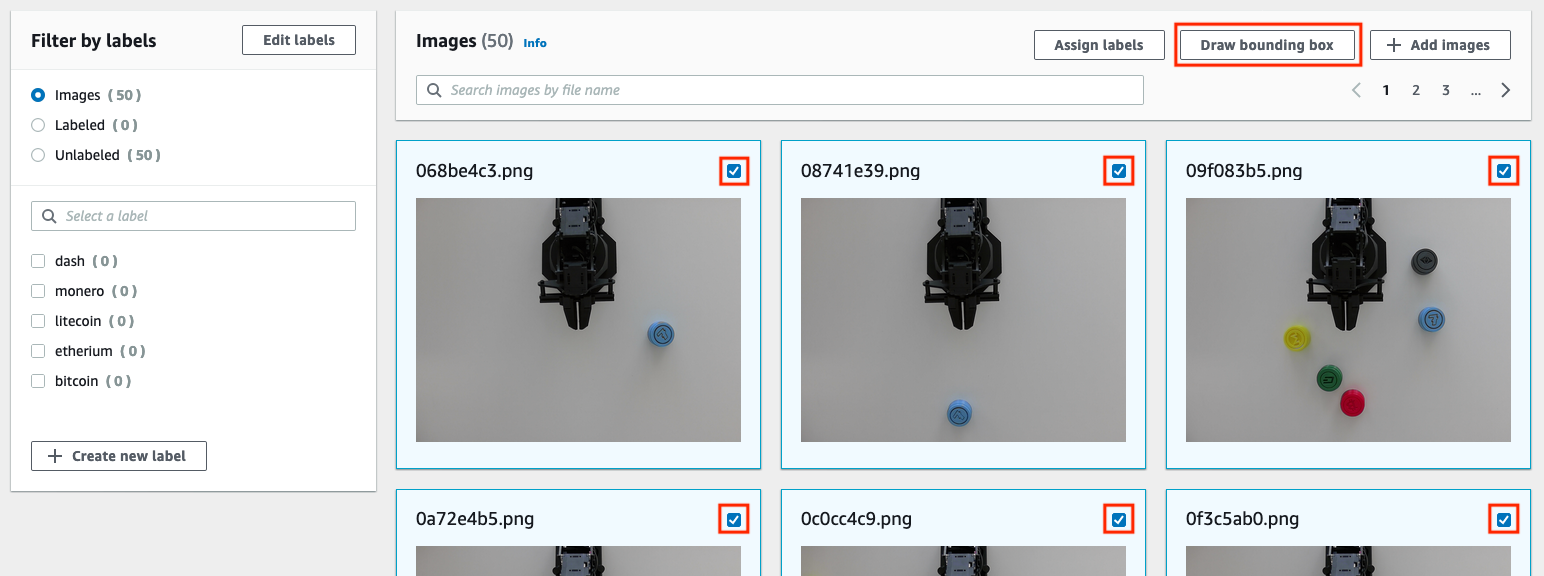 Filter by labels
Edit labels
Images ( 50 )
Labeled ( 0 )
Unlabeled ( 50 )
Select a label
dash ( 0 )
monero ( 0 )
litecoin ( 0 )
etherium ( 0 )
bitcoin ( 0 )
+ Create new label
Images (50) Info
Assign labels
Draw bounding box
+ Add images
Search images by file name
< 1 2 3 ... >
068be4c3.png
08741e39.png
09f083b5.png
0a72e4b5.png
0c0cc4c9.png
0f3c5ab0.png